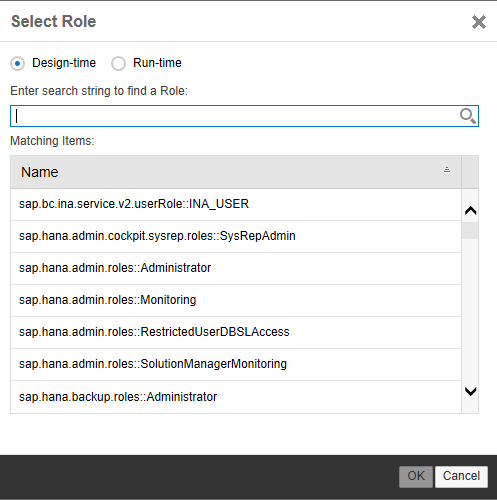 Select Role
Design-time Run-time
Enter search string to find a Role:
Matching Items:
Name
sap.bc.ina.service.v2.userRole::INA_USER
sap.hana.admin.cockpit.sysrep.roles::SysRepAdmin
sap.hana.admin.roles::Administrator
sap.hana.admin.roles::Monitoring
sap.hana.admin.roles::RestrictedUserDBSLAccess
sap.hana.admin.roles::SolutionManagerMonitoring
sap.hana.backup.roles::Administrator
OK Cancel